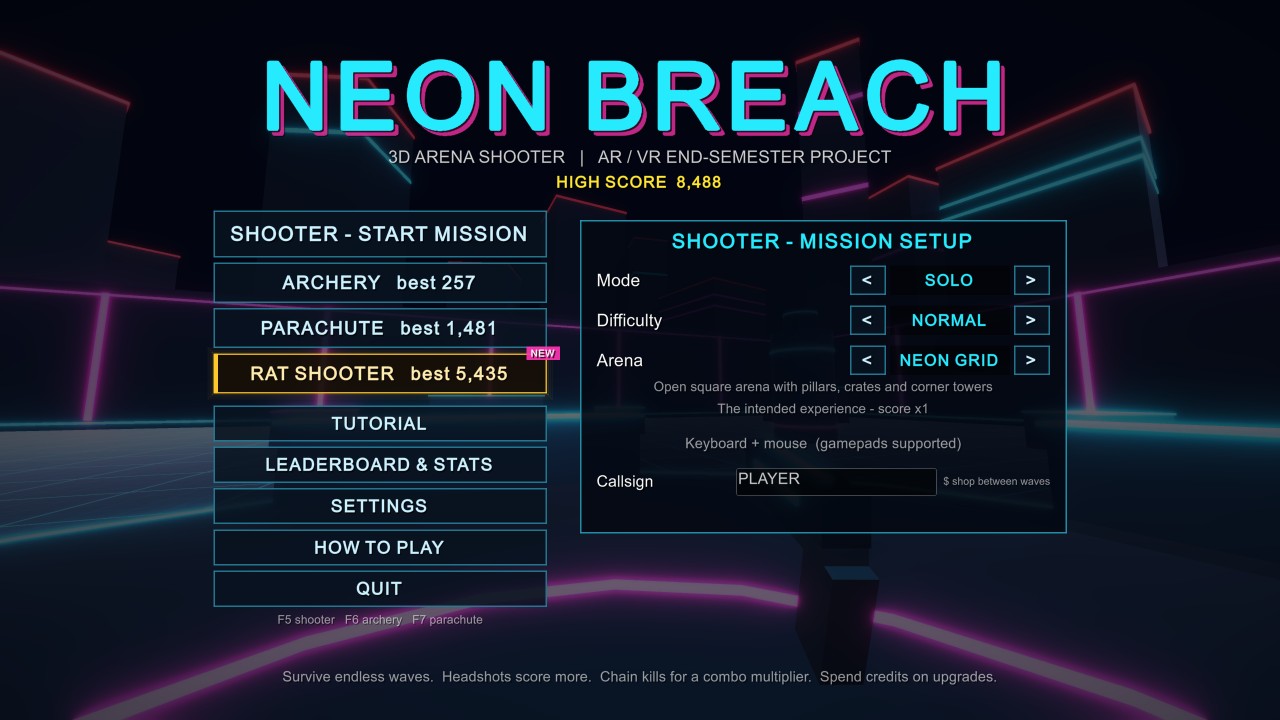 NEON BREACH
3D ARENA SHOOTER | AR / VR END-SEMESTER PROJECT
HIGH SCORE 8,488
SHOOTER - START MISSION
ARCHERY best 257
PARACHUTE best 1,481
NEW
RAT SHOOTER best 5,435
TUTORIAL
LEADERBOARD & STATS
SETTINGS
HOW TO PLAY
QUIT
F5 shooter F6 archery F7 parachute
SHOOTER - MISSION SETUP
Mode < SOLO >
Difficulty < NORMAL >
Arena < NEON GRID >
Open square arena with pillars, crates and corner towers
The intended experience - score x1
Keyboard + mouse (gamepads supported)
Callsign PLAYER $ shop between waves
Survive endless waves. Headshots score more. Chain kills for a combo multiplier. Spend credits on upgrades.